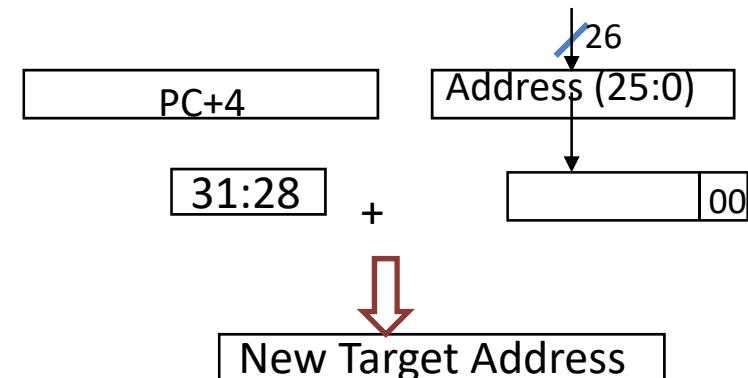 26
PC+4
Address (25:0)
31:28
+
00
New Target Address